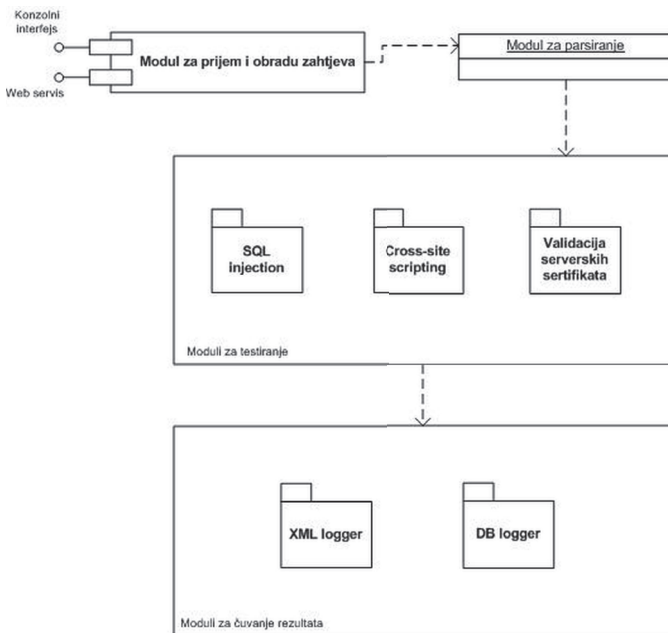 Konzolni
interfejs
Modul za prijem i obradu zahtjeva
Modul za parsiranje
Web servis
SQL
injection
Cross-site
scripting
Validacija
serverskih
sertifikata
Moduli za testiranje
XML logger
DB logger
Moduli za čuvanje rezultata